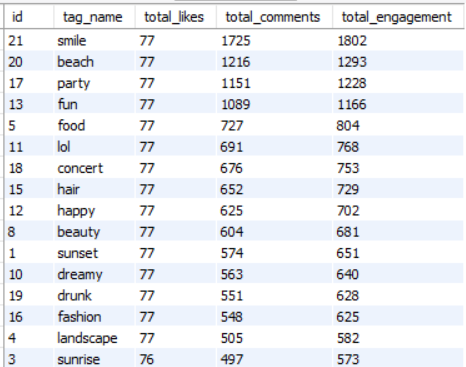 id tag_name total_likes total_comments total_engagement
21 smile 77 1725 1802
20 beach 77 1216 1293
17 party 77 1151 1228
13 fun 77 1089 1166
5 food 77 727 804
11 lol 77 691 768
18 concert 77 676 753
15 hair 77 652 729
12 happy 77 625 702
8 beauty 77 604 681
1 sunset 77 574 651
10 dreamy 77 563 640
19 drunk 77 551 628
16 fashion 77 548 625
4 landscape 77 505 582
3 sunrise 76 497 573